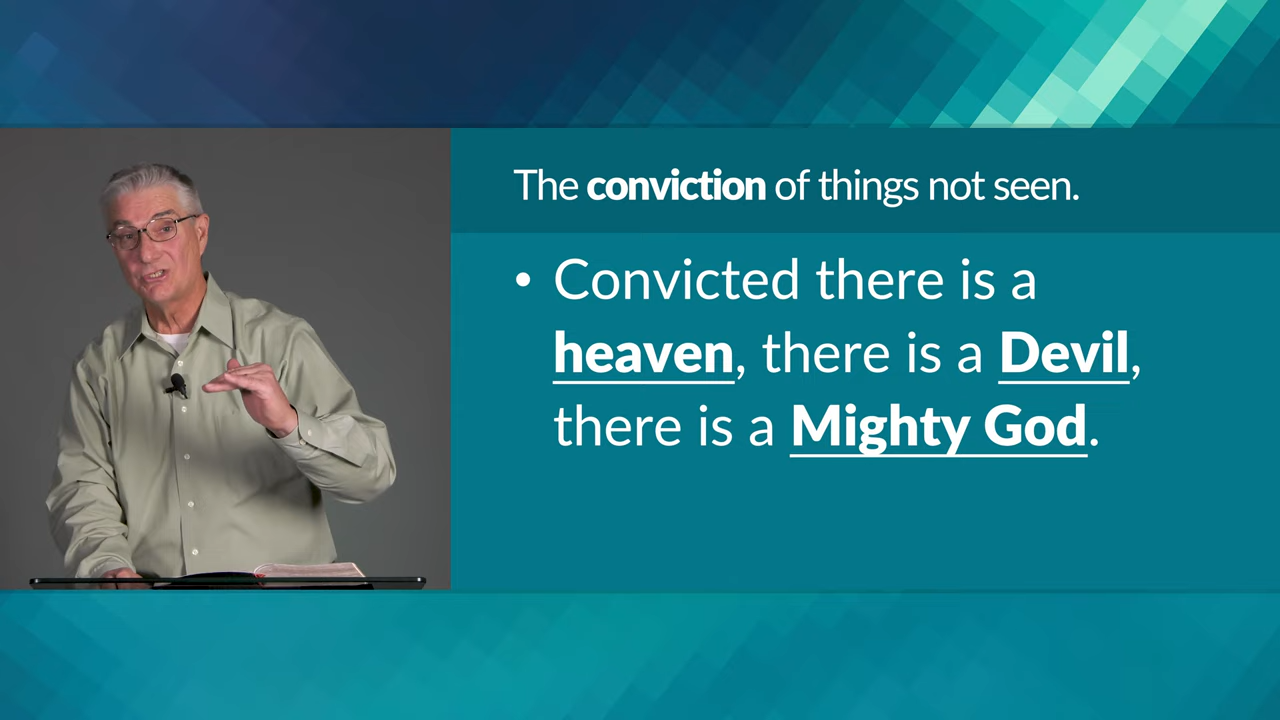 The conviction of things not seen.
• Convicted there is a
heaven, there is a Devil,
there is a Mighty God.